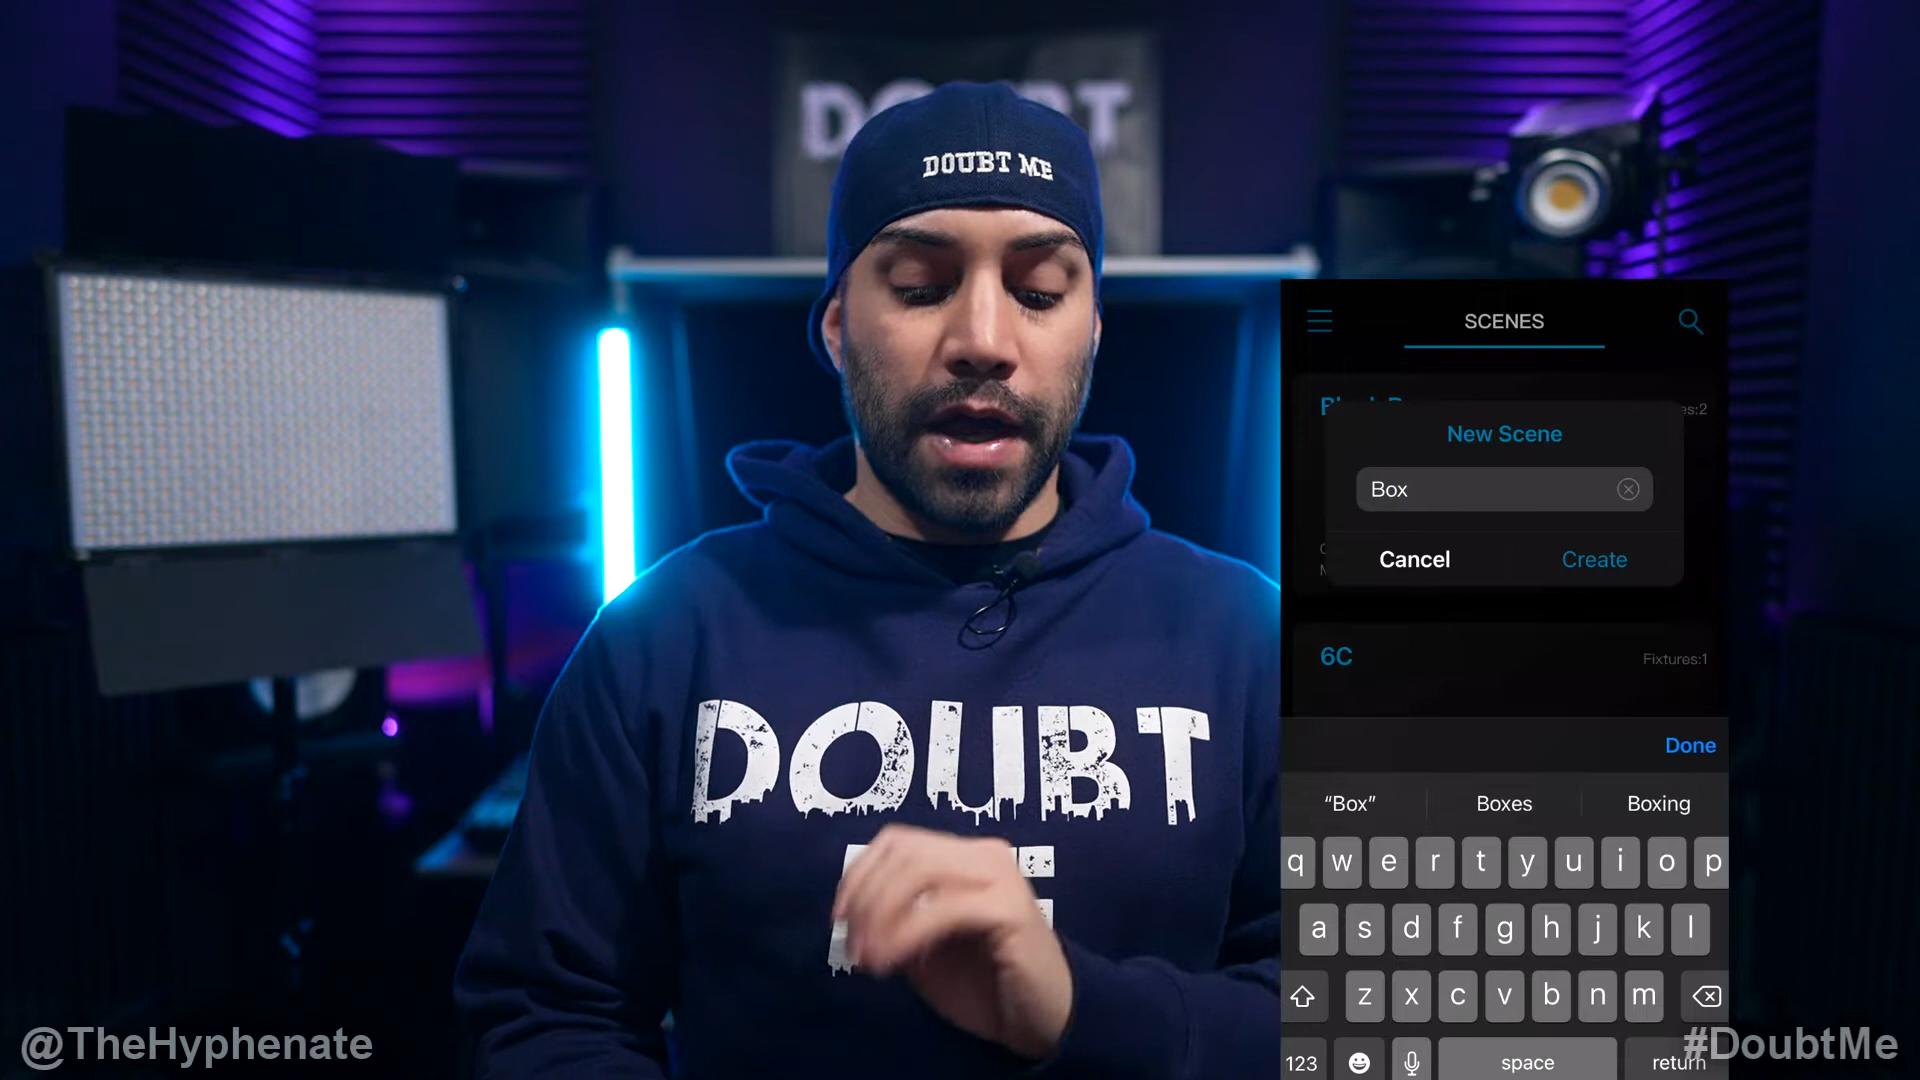 DOUBT
DOUBT ME
DOUBT
SCENES
New Scene
Box
Cancel
Create
6C
Fixtures:1
Done
“Box”
Boxes
Boxing
q w e r t y u i o p
a s d f g h j k l
z x c v b n m
123
space
return
@TheHyphenate
#DoubtMe